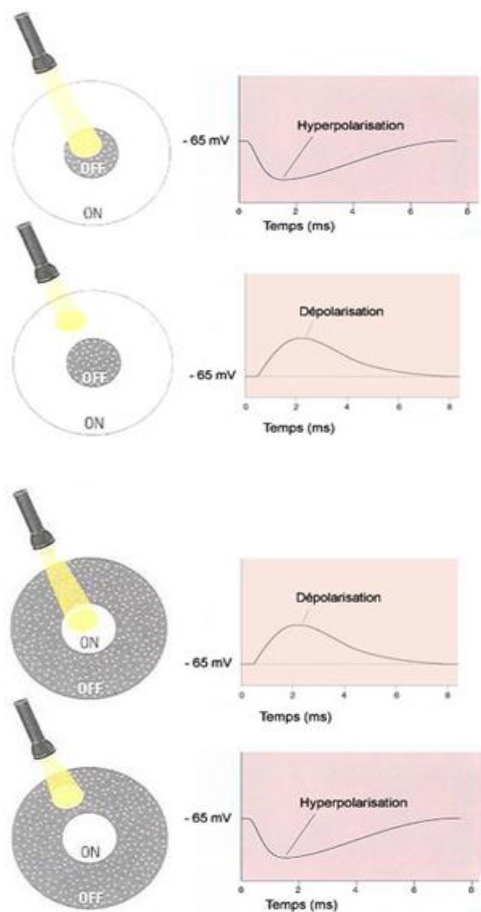 OFF
ON
- 65 mV
Hyperpolarisation
0 2 4 6
Temps (ms)
OFF
ON
- 65 mV
Dépolarisation
0 2 4 6 8
Temps (ms)
ON
OFF
- 65 mV
Dépolarisation
0 2 4 6 8
Temps (ms)
ON
OFF
- 65 mV
Hyperpolarisation
0 2 4 6 8
Temps (ms)